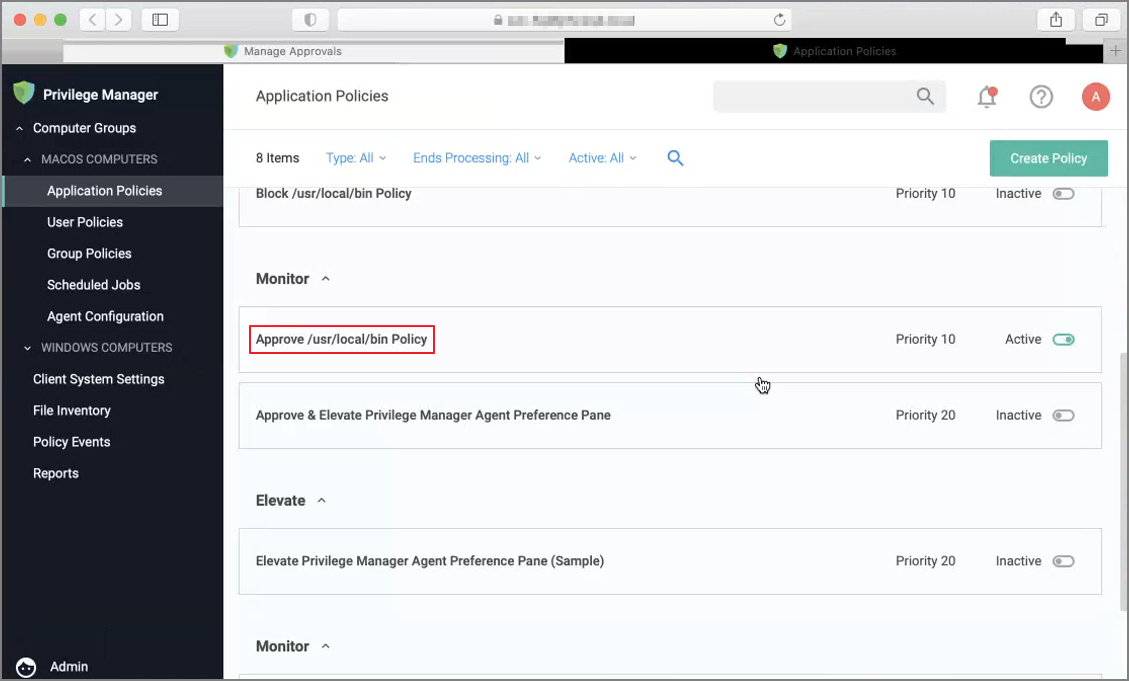 Manage Approvals
Application Policies
Privilege Manager
Computer Groups
MACOS COMPUTERS
Application Policies
User Policies
Group Policies
Scheduled Jobs
Agent Configuration
WINDOWS COMPUTERS
Client System Settings
File Inventory
Policy Events
Reports
Admin
Application Policies
A
8 Items Type: All Ends Processing: All Active: All Create Policy
Block /usr/local/bin Policy Priority 10 Inactive
Monitor
Approve /usr/local/bin Policy Priority 10 Active
Approve & Elevate Privilege Manager Agent Preference Pane Priority 20 Inactive
Elevate
Elevate Privilege Manager Agent Preference Pane (Sample) Priority 20 Inactive
Monitor